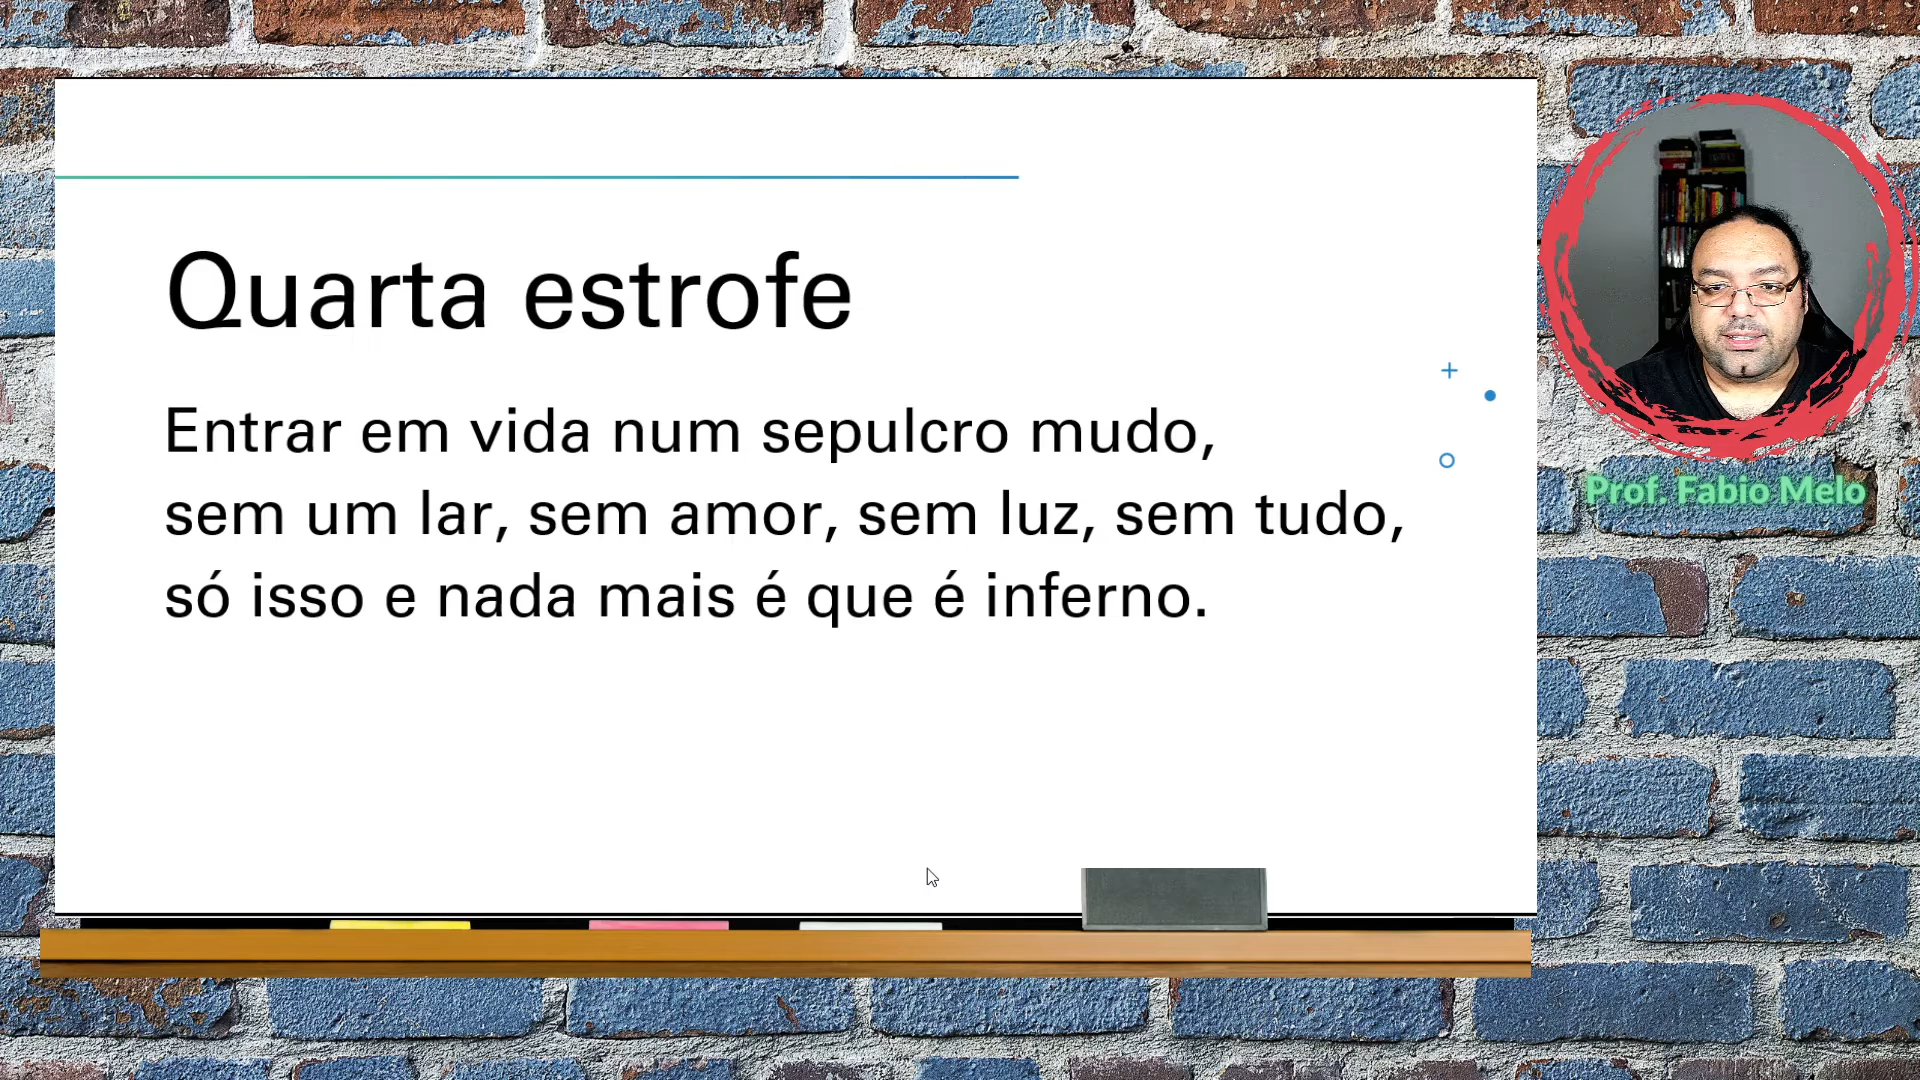 Quarta estrofe
Entrar em vida num sepulcro mudo,
sem um lar, sem amor, sem luz, sem tudo,
só isso e nada mais é que é inferno.
Prof. Fabio Melo